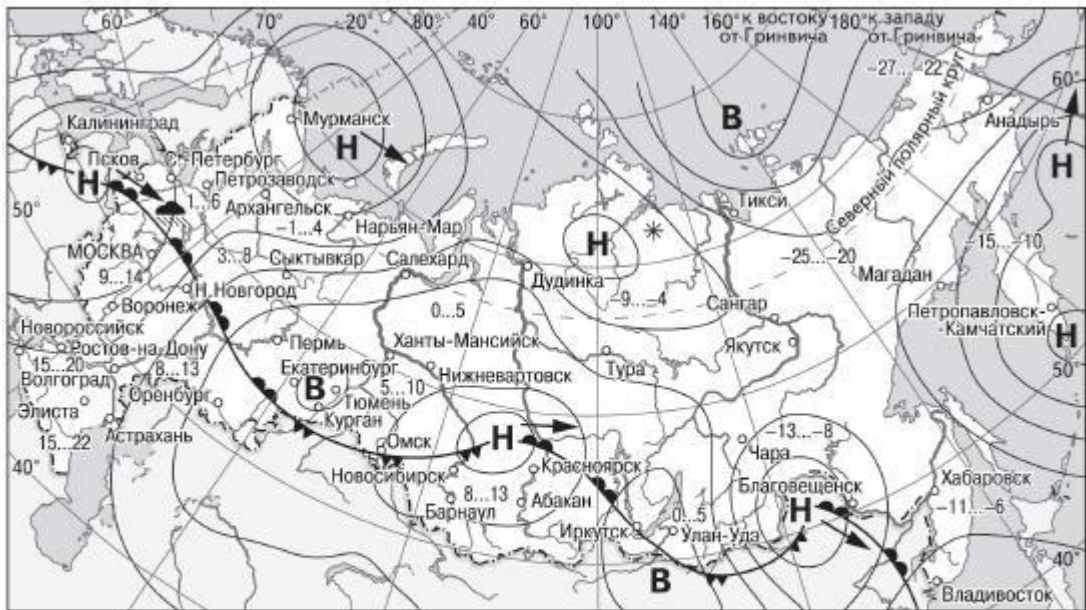 60° 70° -20° 80° 40° 60° 100° 140° 160° к востоку 180° к западу
от Гринвича от Гринвича
-27...-22
Северный полярный круг
60°
Калининград
Мурманск
Н
В
Анадырь
Н
Псков
С.-Петербург
Н
Петрозаводск
1...6
50°
Архангельск
-1...4
Нарьян-Мар
Тикси
Н
-15...-10
МОСКВА
9...14
3...8
Сыктывкар
Салехард
Дудинка
-25...-20
Магадан
-9...-4
Сангар
Воронеж
Н.Новгород
0...5
Петропавловск-
-Камчатский
Н
Новороссийск
Ростов-на-Дону
Пермь
Ханты-Мансийск
Якутск
15...20
8...13
Екатеринбург
Нижневартовск
Тура
50°
Волгоград
Оренбург
В
5...10
Тюмень
Элиста
Курган
15...22
Астрахань
Омск
Н
-13...-8
Чара
40°
Новосибирск
Красноярск
Благовещенск
Хабаровск
8...13
Барнаул
Абакан
0...5
Н
-11...-6
Иркутск
Улан-Удэ
В
40°
Владивосток